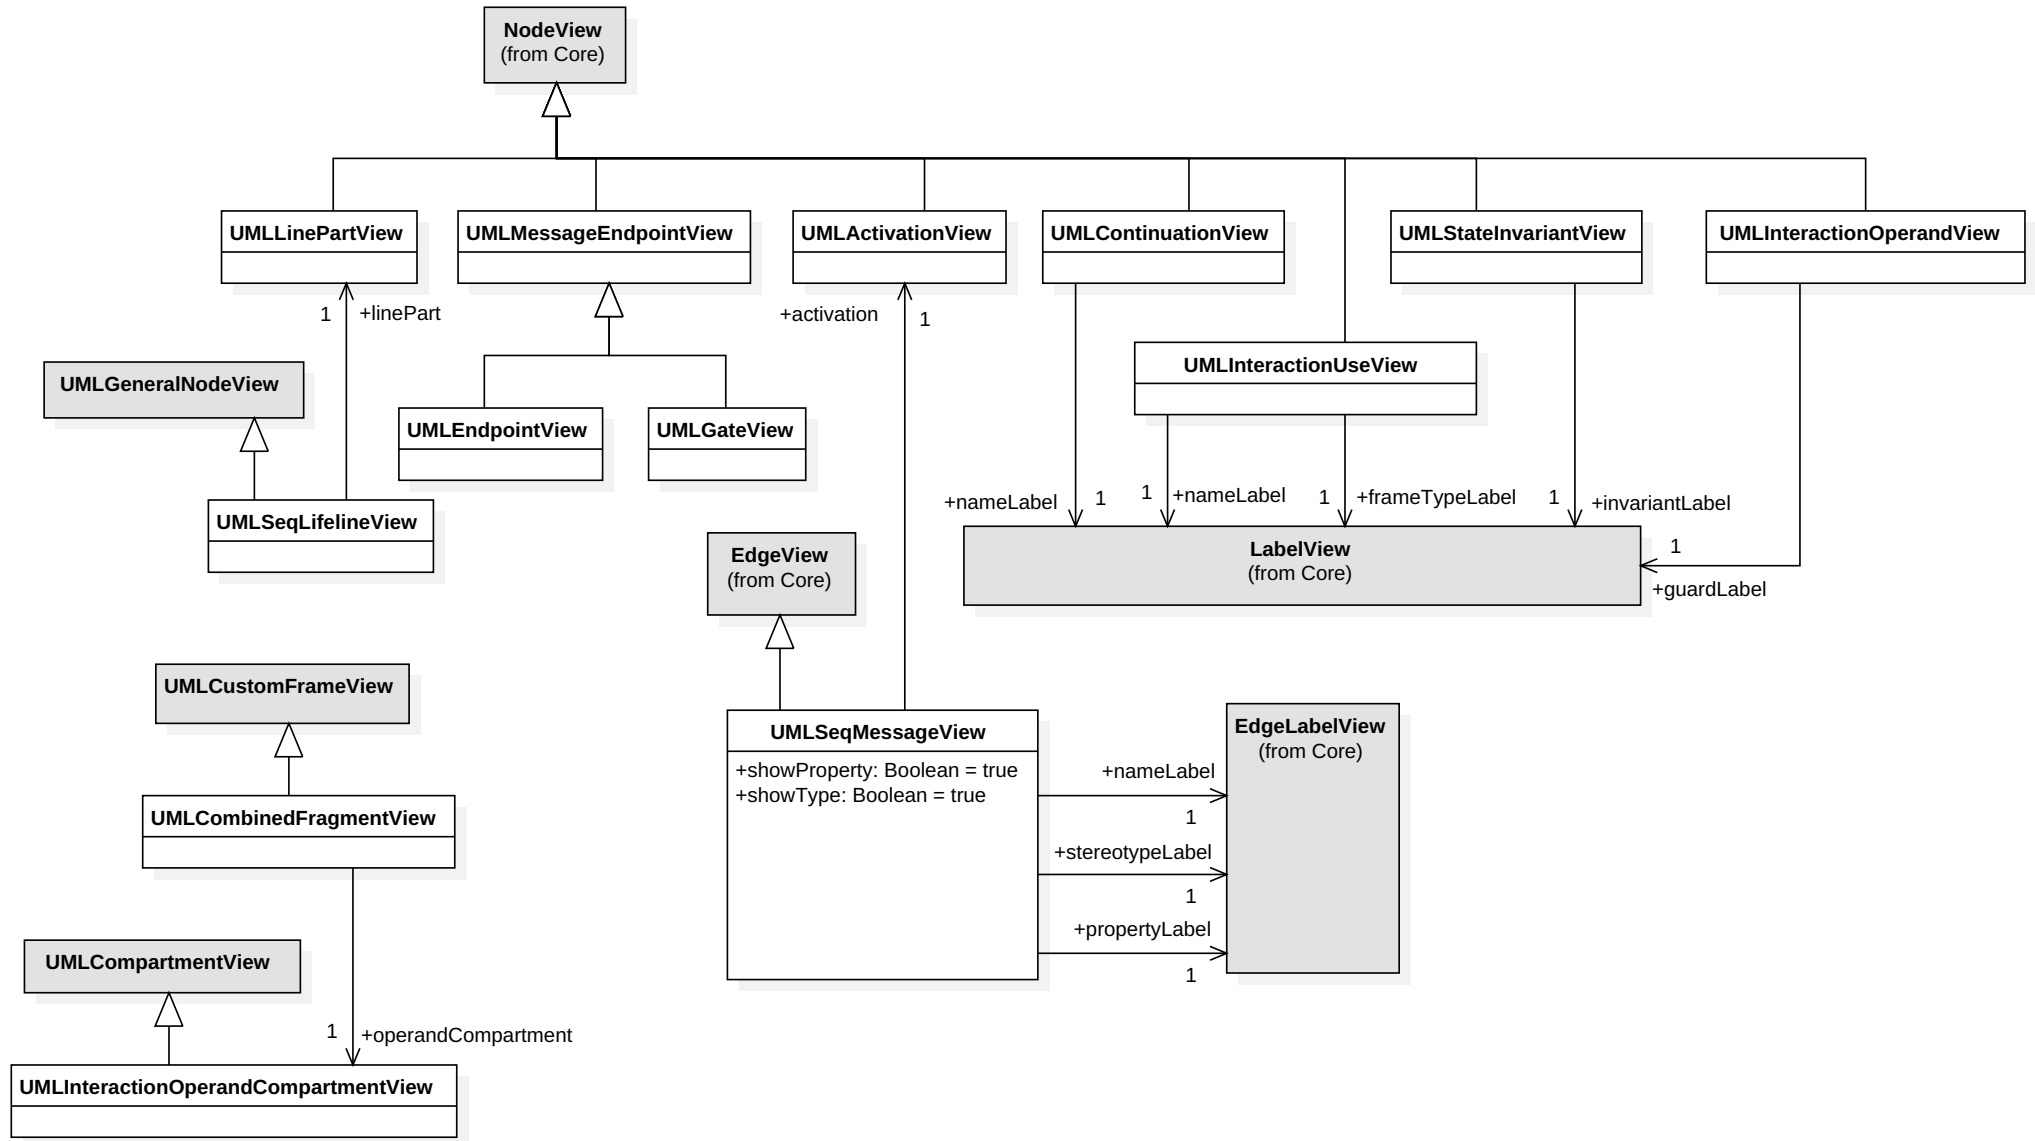 NodeView
(from Core)
UMLLinePartView
UMLMessageEndpointView
UMLActivationView
UMLContinuationView
UMLStateInvariantView
UMLInteractionOperandView
1
+linePart
+activation
1
UMLGeneralNodeView
UMLInteractionUseView
UMLEndpointView
UMLGateView
+nameLabel
1
1
+nameLabel
1
+frameTypeLabel
1
+invariantLabel
UMLSeqLifelineView
EdgeView
(from Core)
LabelView
(from Core)
1
+guardLabel
UMLCustomFrameView
UMLSeqMessageView
+showProperty: Boolean = true
+showType: Boolean = true
EdgeLabelView
(from Core)
+nameLabel
1
+stereotypeLabel
1
+propertyLabel
1
UMLCombinedFragmentView
UMLCompartmentView
1
+operandCompartment
UMLInteractionOperandCompartmentView